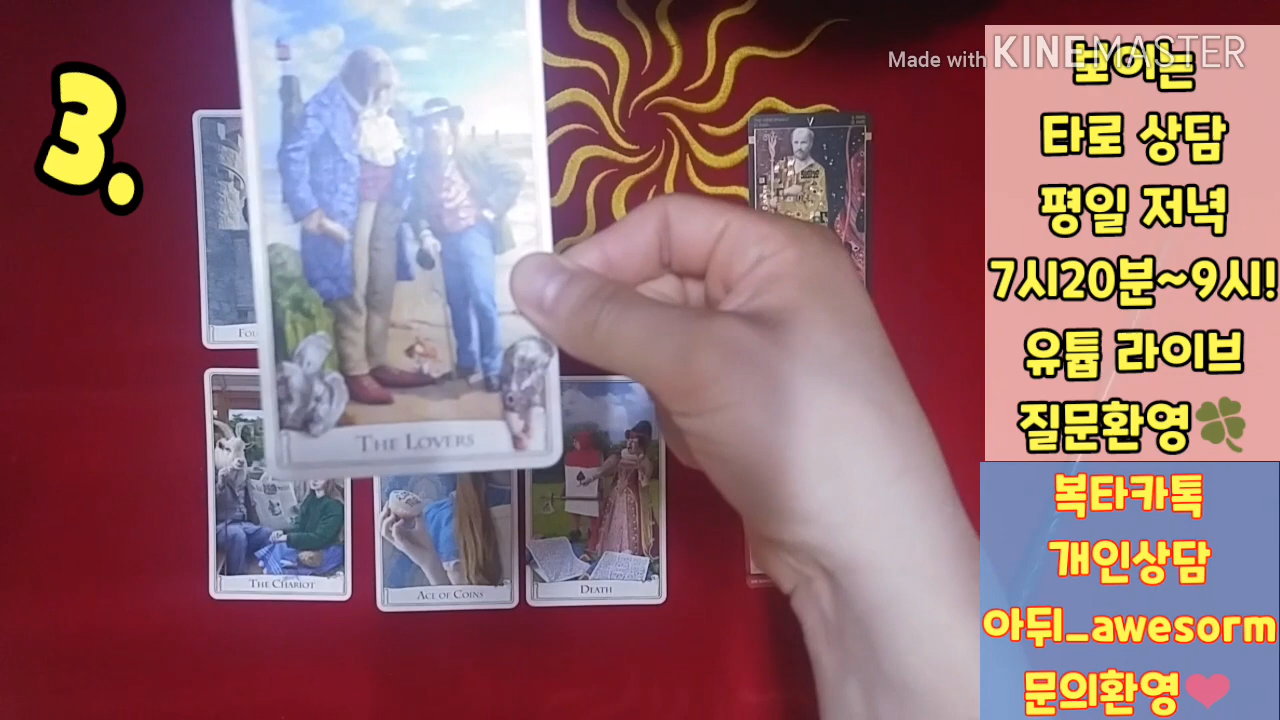 3.
Made with KINEMASTER
보이는
타로 상담
평일 저녁
7시20분~9시!
유튭 라이브
질문환영
복타카톡
개인상담
아뒤_awesorm
문의환영
THE LOVERS
THE CHARIOT
ACE OF COINS
DEATH